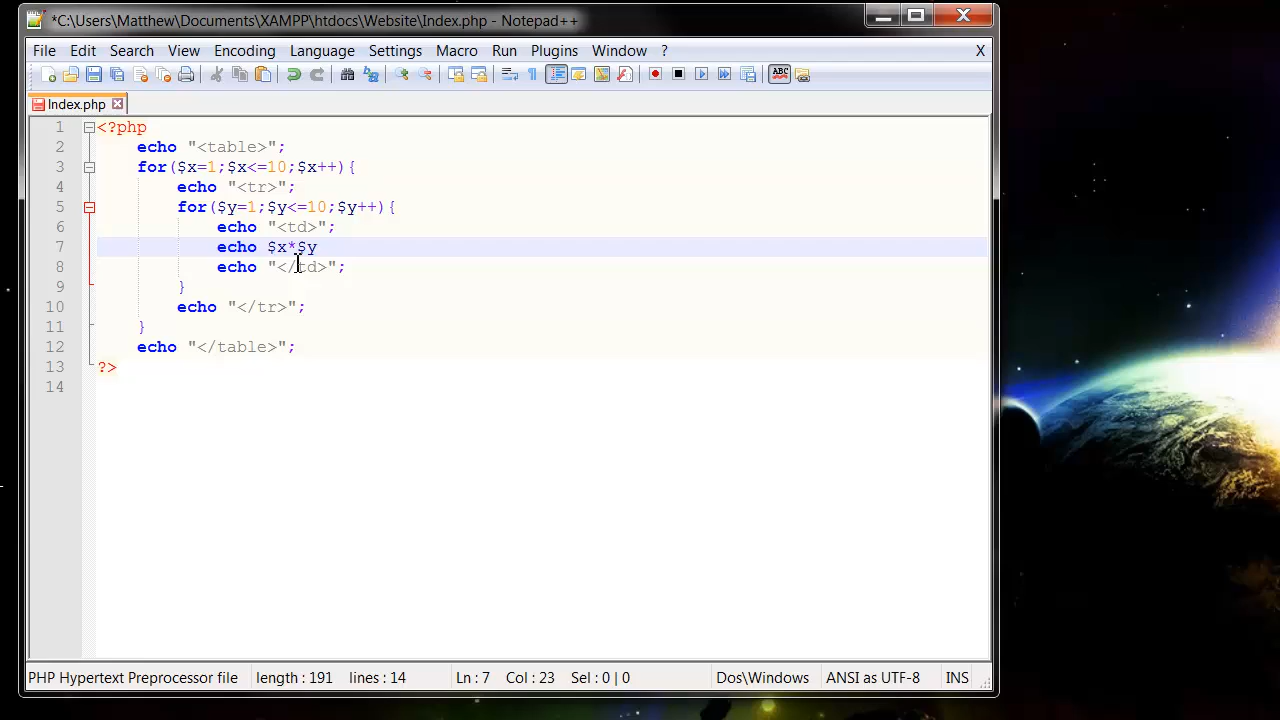 *C:\Users\Matthew\Documents\XAMPP\htdocs\Website\Index.php - Notepad++
File Edit Search View Encoding Language Settings Macro Run Plugins Window ? X
ABC
Index.php
1 <?php
2 echo "<table>";
3 for($x=1;$x<=10;$x++){
4 echo "<tr>";
5 for($y=1;$y<=10;$y++){
6 echo "<td>";
7 echo $x*$y
8 echo "</td>";
9 }
10 echo "</tr>";
11 }
12 echo "</table>";
13 ?>
14
PHP Hypertext Preprocessor file length : 191 lines : 14 Ln : 7 Col : 23 Sel : 0 | 0 Dos\Windows ANSI as UTF-8 INS